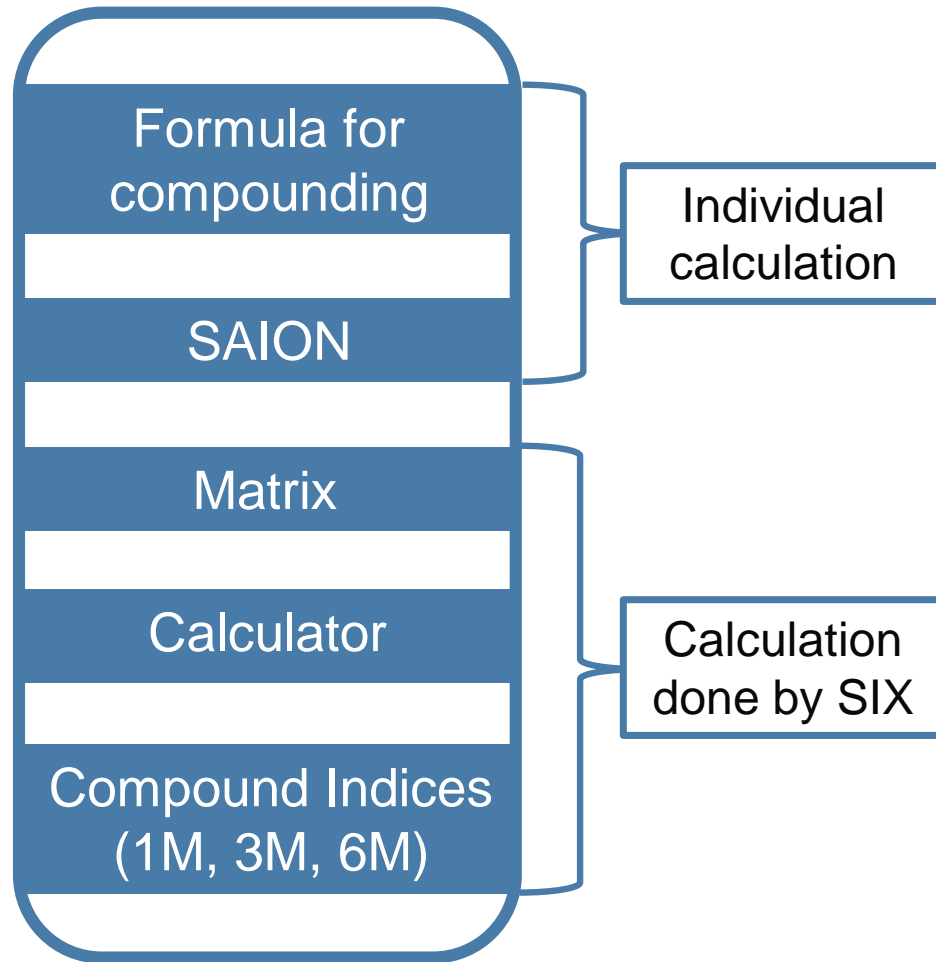 Formula for
compounding
Individual
calculation
SAION
Matrix
Calculator
Calculation
done by SIX
Compound Indices
(1M, 3M, 6M)